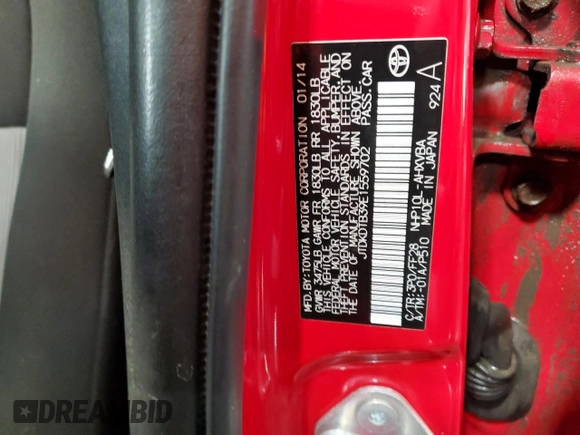 MFD.BY: TOYOTA MOTOR CORPORATION 01/14
GVWR 3475LB GAWR FR 1830LB RR 1830LB
THIS VEHICLE CONFORMS TO ALL APPLICABLE
FEDERAL MOTOR VEHICLE SAFETY, BUMPER, AND
THEFT PREVENTION STANDARDS IN EFFECT ON
THE DATE OF MANUFACTURE SHOWN ABOVE.
JTDKDTB39E1559702 PASS.CAR
C/TR:3P0/FF28 NHP10L-AHXVBA
A/TM:-01A/P510 MADE IN JAPAN
924 A
DREAMBID